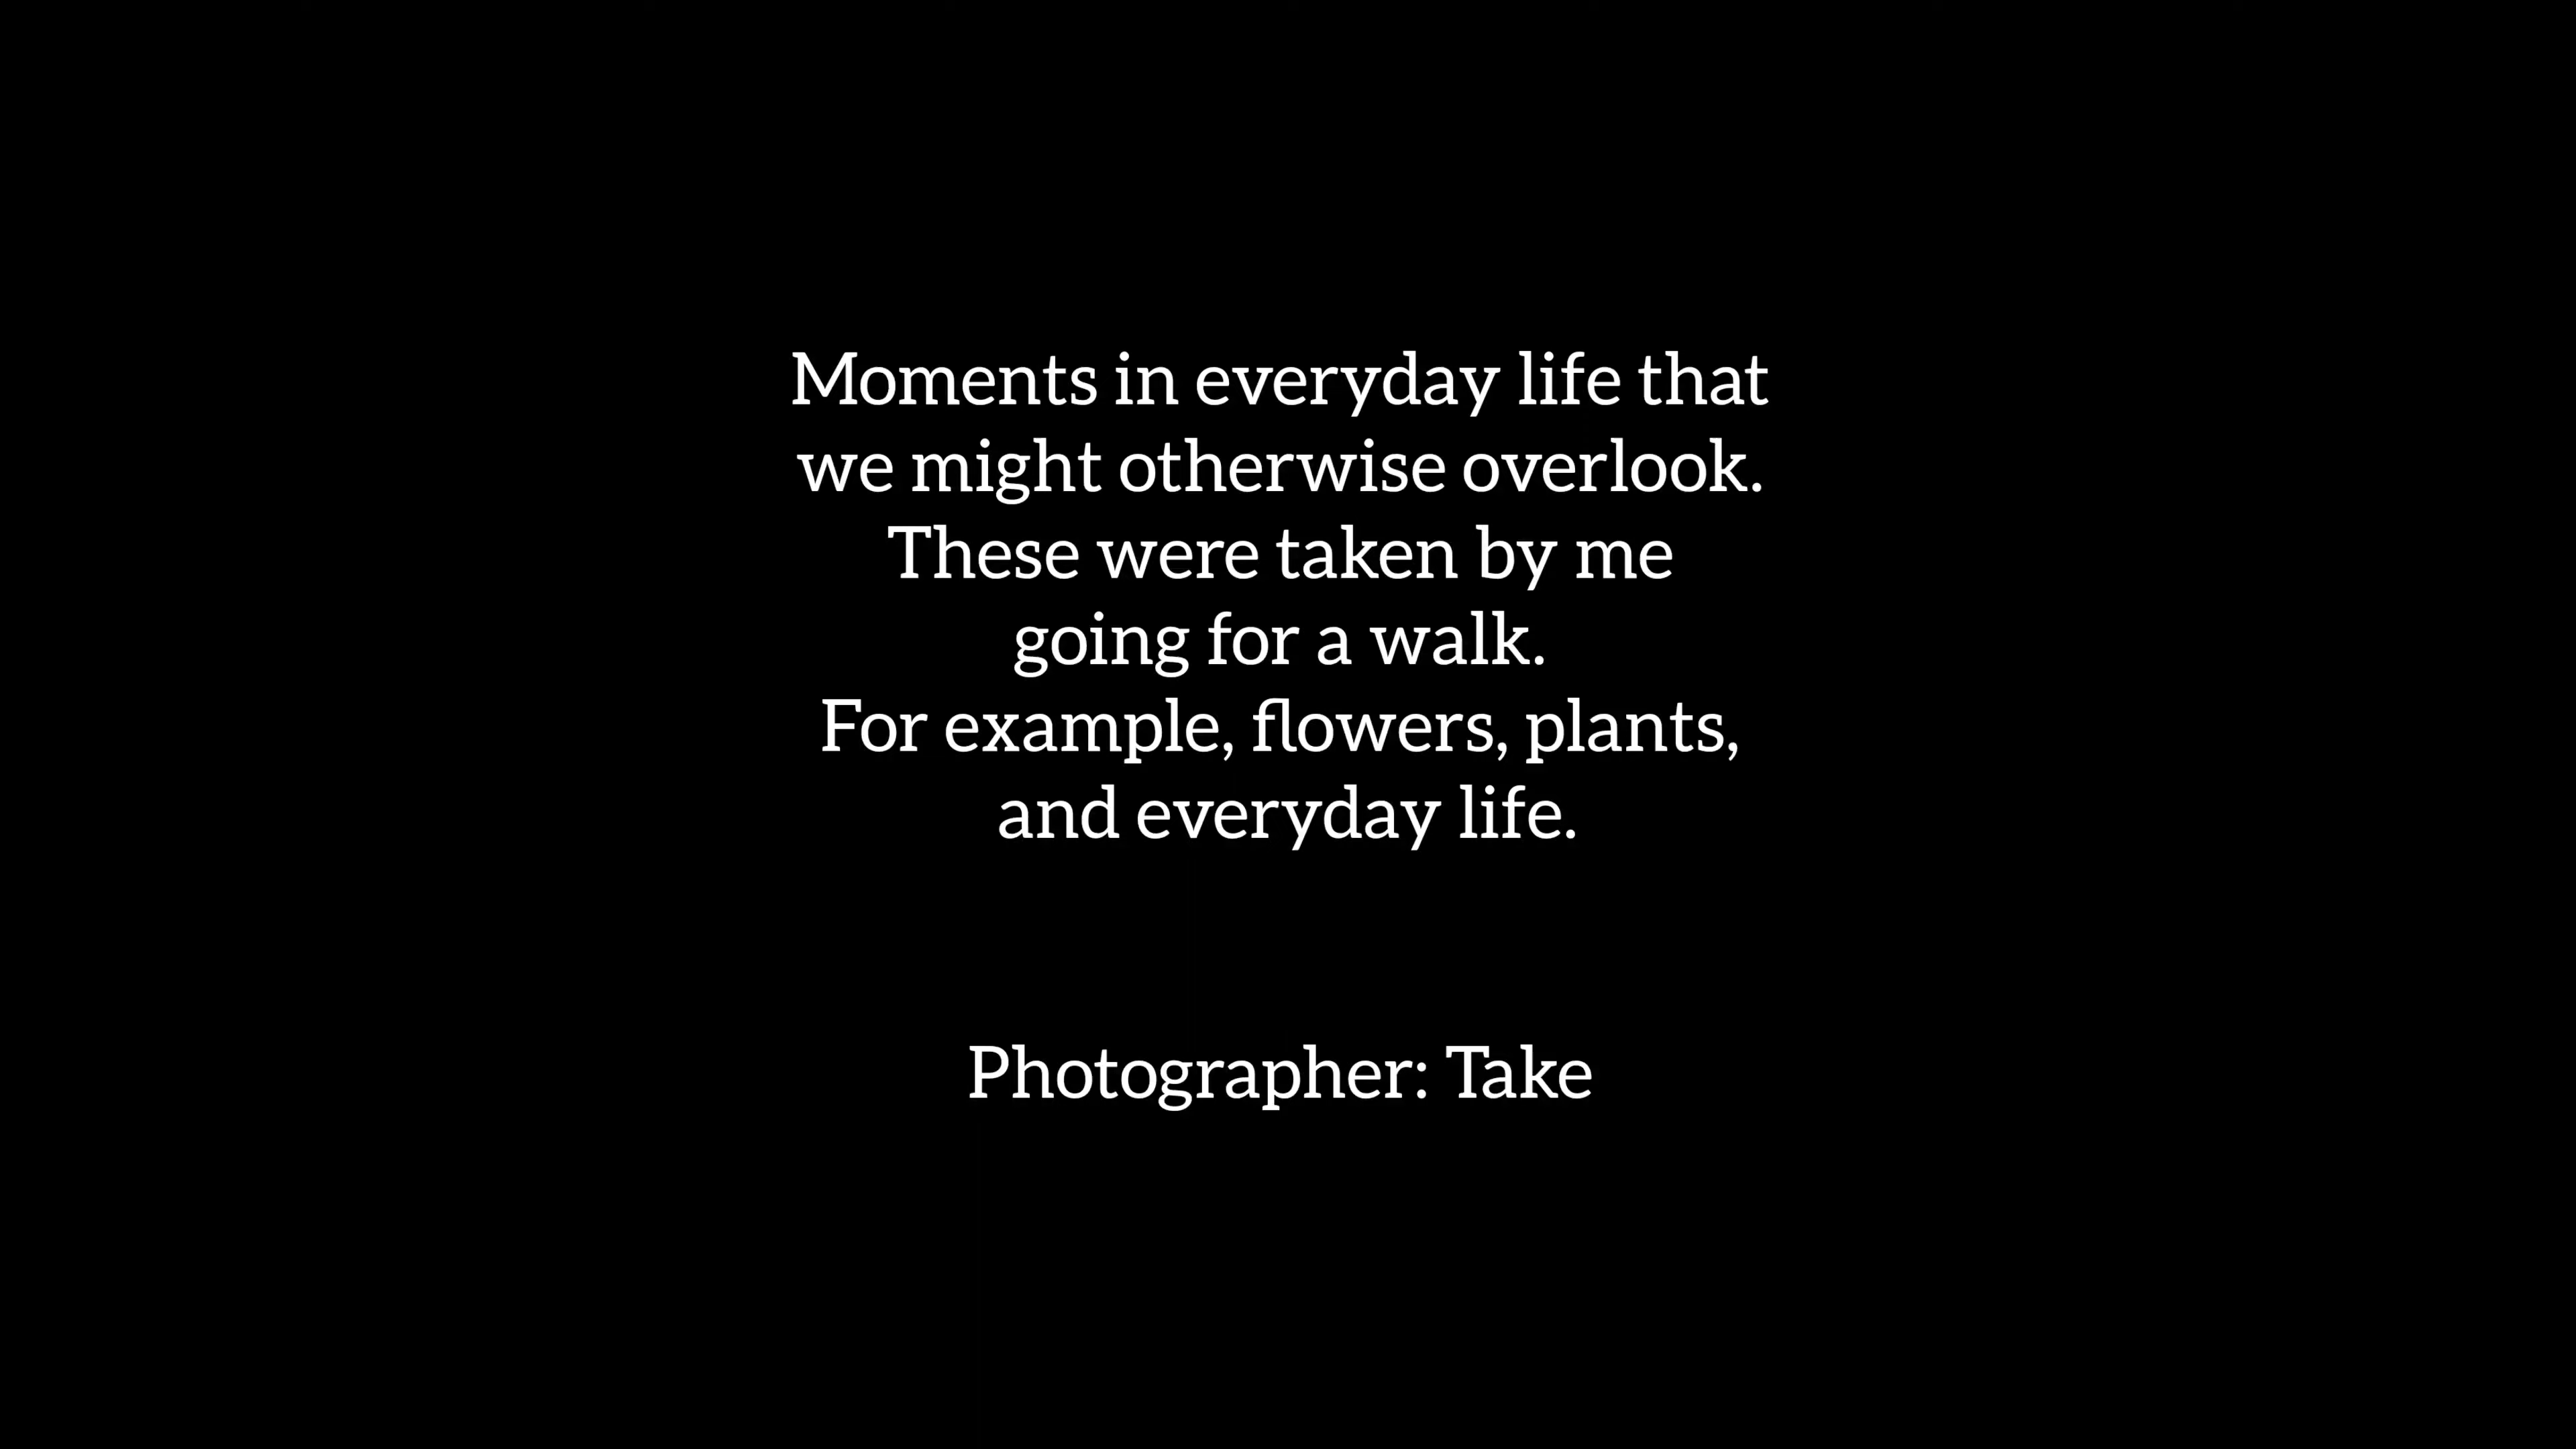 Moments in everyday life that
we might otherwise overlook.
These were taken by me
going for a walk.
For example, flowers, plants,
and everyday life.
Photographer: Take